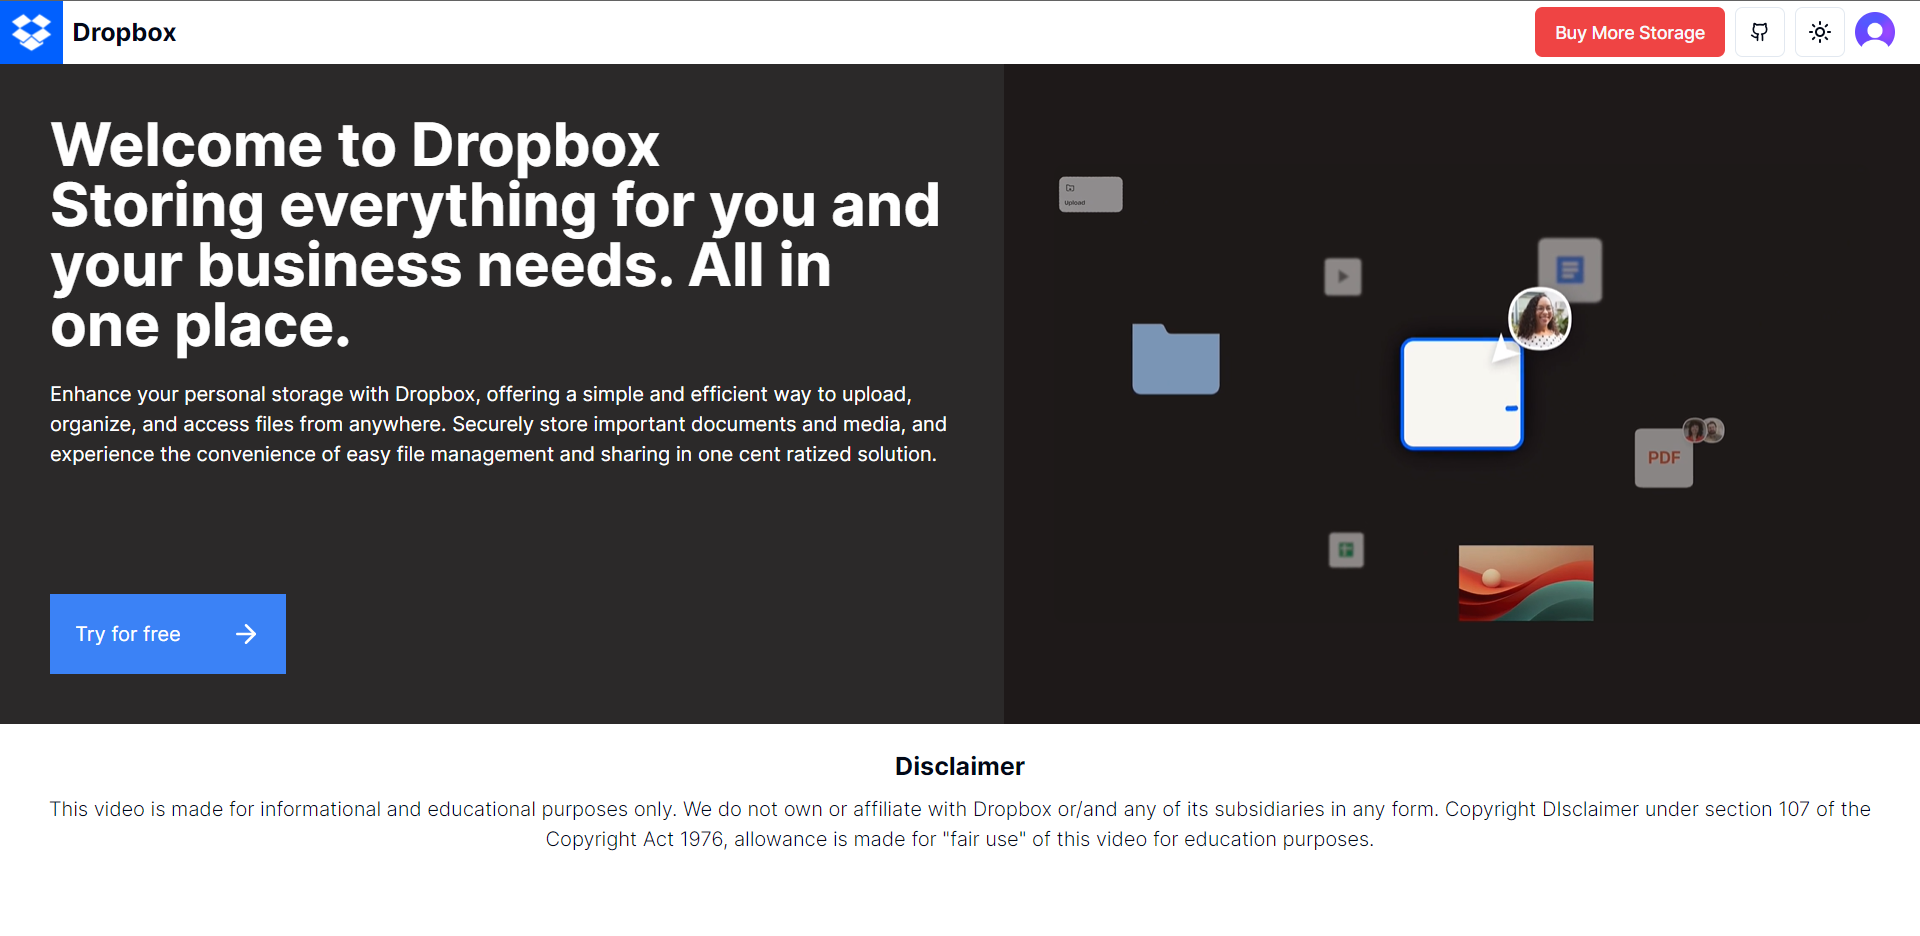 Dropbox
Buy More Storage
Welcome to Dropbox
Storing everything for you and
your business needs. All in
one place.
Enhance your personal storage with Dropbox, offering a simple and efficient way to upload,
organize, and access files from anywhere. Securely store important documents and media, and
experience the convenience of easy file management and sharing in one cent ratized solution.
Try for free
Upload
PDF
Disclaimer
This video is made for informational and educational purposes only. We do not own or affiliate with Dropbox or/and any of its subsidiaries in any form. Copyright DIsclaimer under section 107 of the
Copyright Act 1976, allowance is made for "fair use" of this video for education purposes.